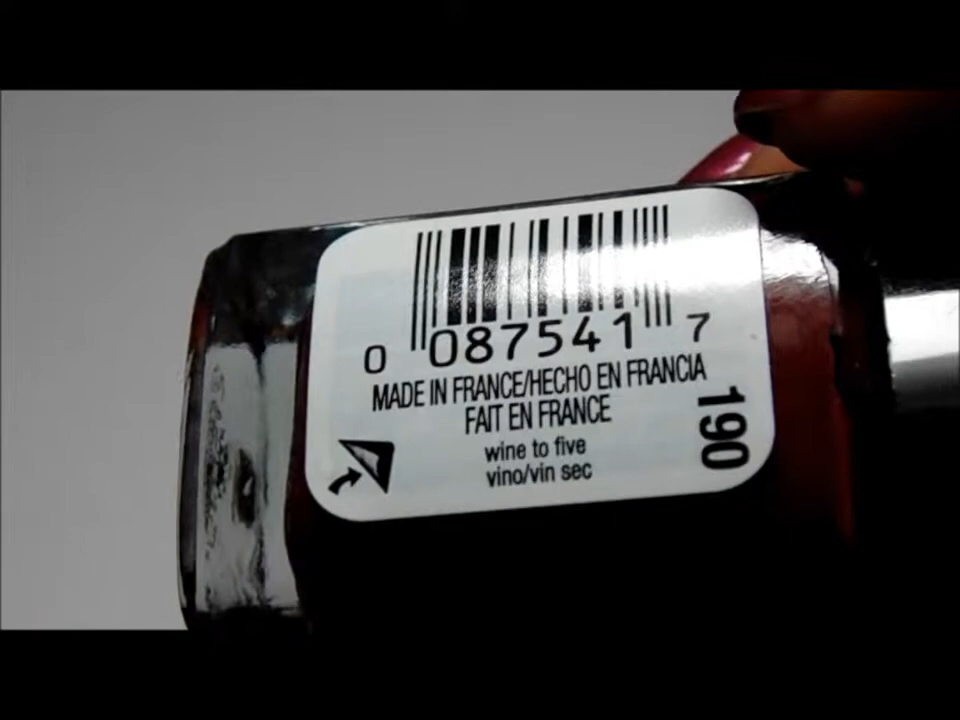 0 087541 7
MADE IN FRANCE/HECHO EN FRANCIA
FAIT EN FRANCE
wine to five
vino/vin sec
190